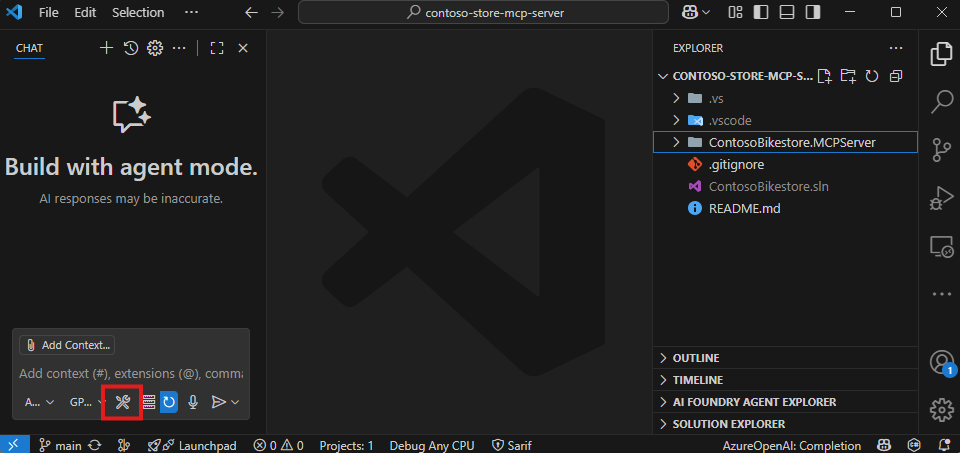 File Edit Selection ··· contoso-store-mcp-server
CHAT
Build with agent mode.
AI responses may be inaccurate.
Add Context...
Add context (#), extensions (@), comma
A... GP...
EXPLORER
CONTOSO-STORE-MCP-S...
.vs
.vscode
ContosoBikestore.MCPServer
.gitignore
ContosoBikestore.sln
README.md
OUTLINE
TIMELINE
AI FOUNDRY AGENT EXPLORER
SOLUTION EXPLORER
1
main Launchpad 0 0 Projects: 1 Debug Any CPU Sarif AzureOpenAI: Completion